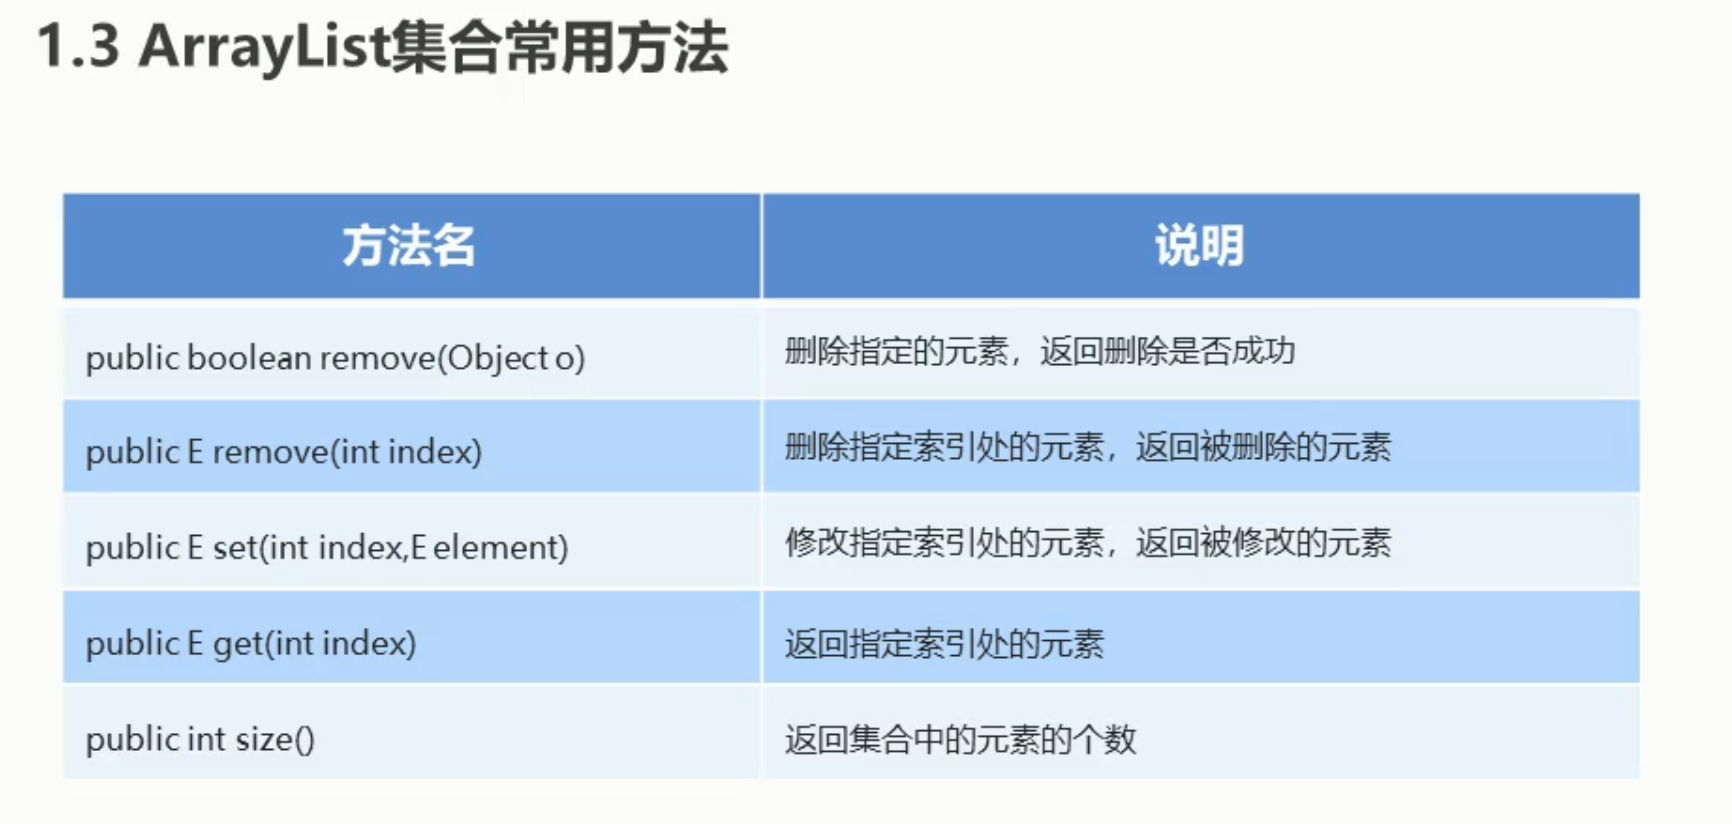 1.3 ArrayList集合常用方法
方法名 说明
public boolean remove(Object o) 删除指定的元素，返回删除是否成功
public E remove(int index) 删除指定索引处的元素，返回被删除的元素
public E set(int index,E element) 修改指定索引处的元素，返回被修改的元素
public E get(int index) 返回指定索引处的元素
public int size() 返回集合中的元素的个数